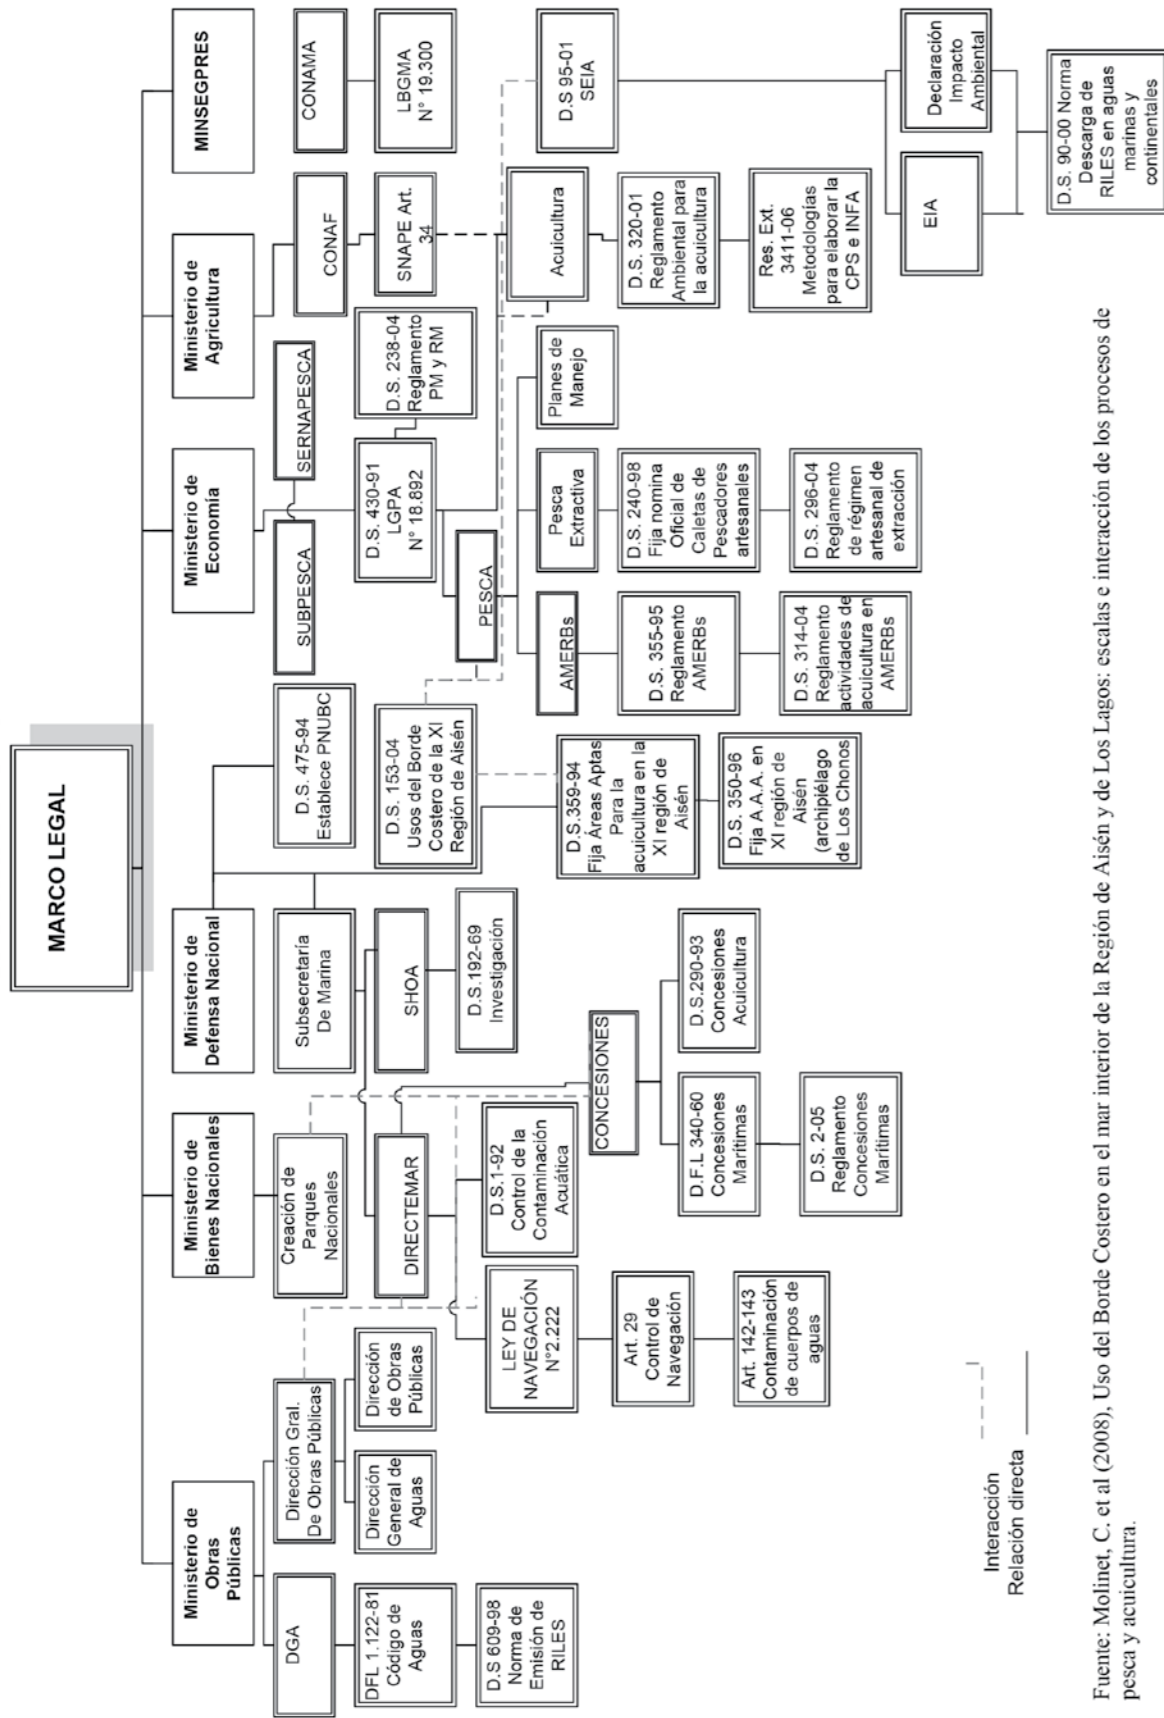 MARCO LEGAL
Ministerio de
Obras
Públicas
Ministerio de
Bienes Nacionales
Ministerio de
Defensa Nacional
Ministerio de
Economía
Ministerio de
Agricultura
MINSEGPRES
DGA
DFL 1.122-81
Código de
Aguas
D.S 609-98
Norma de
Emisión de
RILES
Dirección Gral.
De Obras Públicas
Dirección
General de
Aguas
Dirección
de Obras
Públicas
Creación de
Parques
Nacionales
DIRECTEMAR
LEY DE
NAVEGACIÓN
N°2.222
Art. 29
Control de
Navegación
Art. 142-143
Contaminación
de cuerpos de
aguas
D.S.1-92
Control de la
Contaminación
Acuática
Subsecretaría
De Marina
SHOA
D.S.192-69
Investigación
CONCESIONES
D.F.L 340-60
Concesiones
Marítimas
D.S. 2-05
Reglamento
Concesiones
Marítimas
D.S.290-93
Concesiones
Acuicultura
D.S. 475-94
Establece PNUBC
D.S. 153-04
Usos del Borde
Costero de la XI
Región de Aisén
D.S.359-94
Fija Áreas Aptas
Para la
acuicultura en la
XI región de
Aisén
D.S. 350-96
Fija A.A.A. en
XI región de
Aisén
(archipiélago
de Los Chonos
SUBPESCA
SERNAPESCA
D.S. 430-91
LGPA
N° 18.892
D.S. 238-04
Reglamento
PM y RM
PESCA
AMERBs
D.S. 355-95
Reglamento
AMERBs
D.S. 314-04
Reglamento
actividades de
acuicultura en
AMERBs
Pesca
Extractiva
D.S. 240-98
Fija nomina
Oficial de
Caletas de
Pescadores
artesanales
D.S. 296-04
Reglamento
de régimen
artesanal de
extracción
Planes de
Manejo
CONAF
SNAPE Art.
34
Acuicultura
D.S. 320-01
Reglamento
Ambiental para
la acuicultura
Res. Ext.
3411-06
Metodologías
para elaborar la
CPS e INFA
CONAMA
LBGMA
N° 19.300
D.S 95-01
SEIA
EIA
Declaración
Impacto
Ambiental
D.S. 90-00 Norma
Descarga de
RILES en aguas
marinas y
continentales
Interacción
Relación directa
Fuente: Molinet, C. et al (2008), Uso del Borde Costero en el mar interior de la Región de Aisén y de Los Lagos: escalas e interacción de los procesos de
pesca y acuicultura.